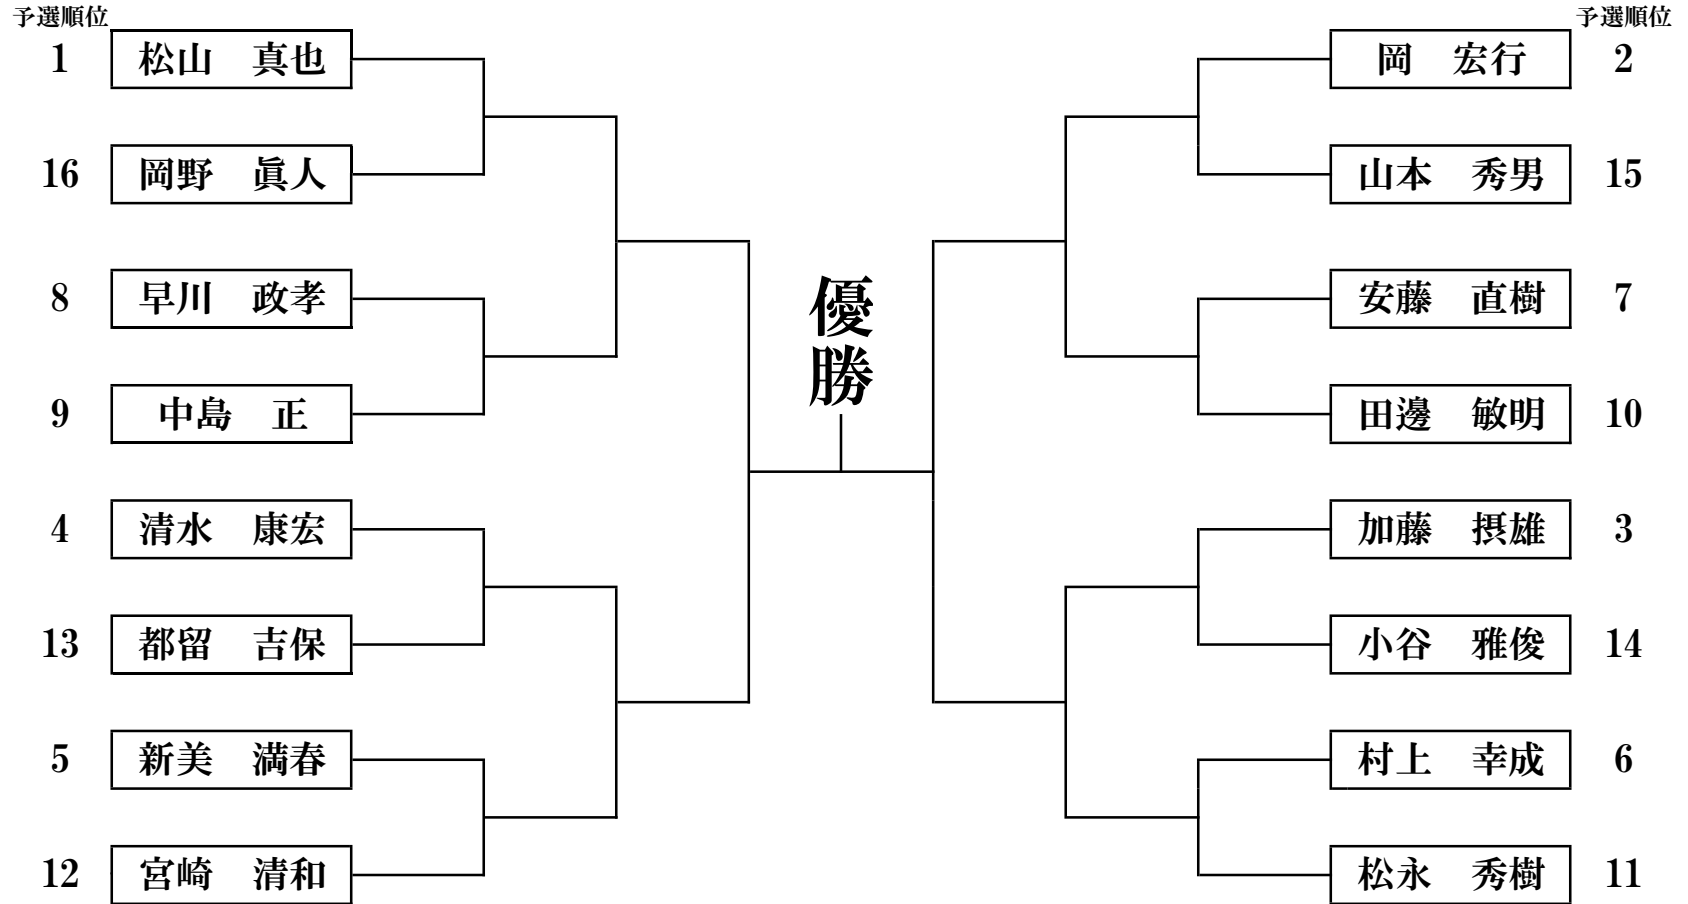 予選順位 予選順位
1 松山　真也 岡　宏行 2
16 岡野　眞人 山本　秀男 15
8 早川　政孝 安藤　直樹 7
優勝
9 中島　正 田邊　敏明 10
4 清水　康宏 加藤　摂雄 3
13 都留　吉保 小谷　雅俊 14
5 新美　満春 村上　幸成 6
12 宮崎　清和 松永　秀樹 11